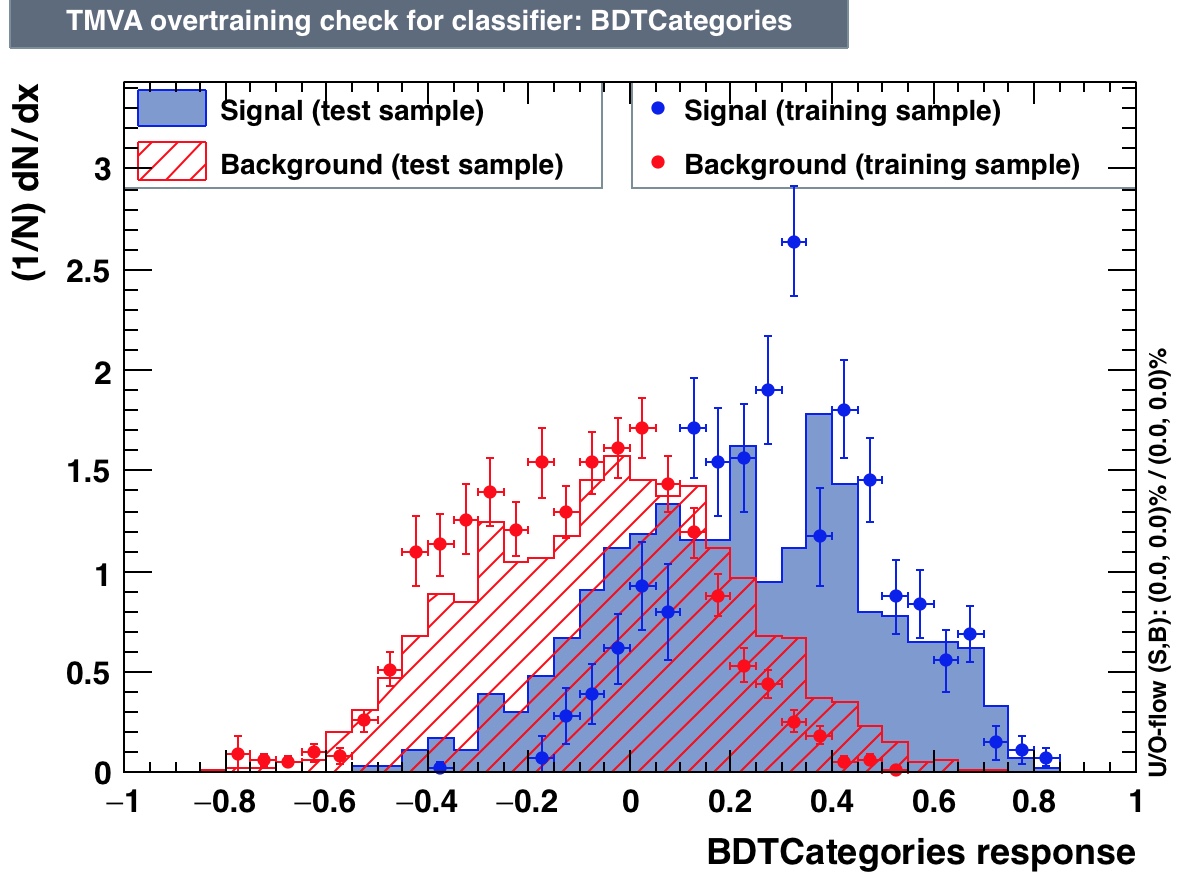 TMVA overtraining check for classifier: BDTCategories
Signal (test sample)
Background (test sample)
Signal (training sample)
Background (training sample)
(1/N) dN/dx
3
2.5
2
1.5
1
0.5
0
−1 −0.8 −0.6 −0.4 −0.2 0 0.2 0.4 0.6 0.8 1
BDTCategories response
U/O-flow (S,B): (0.0, 0.0)% / (0.0, 0.0)%